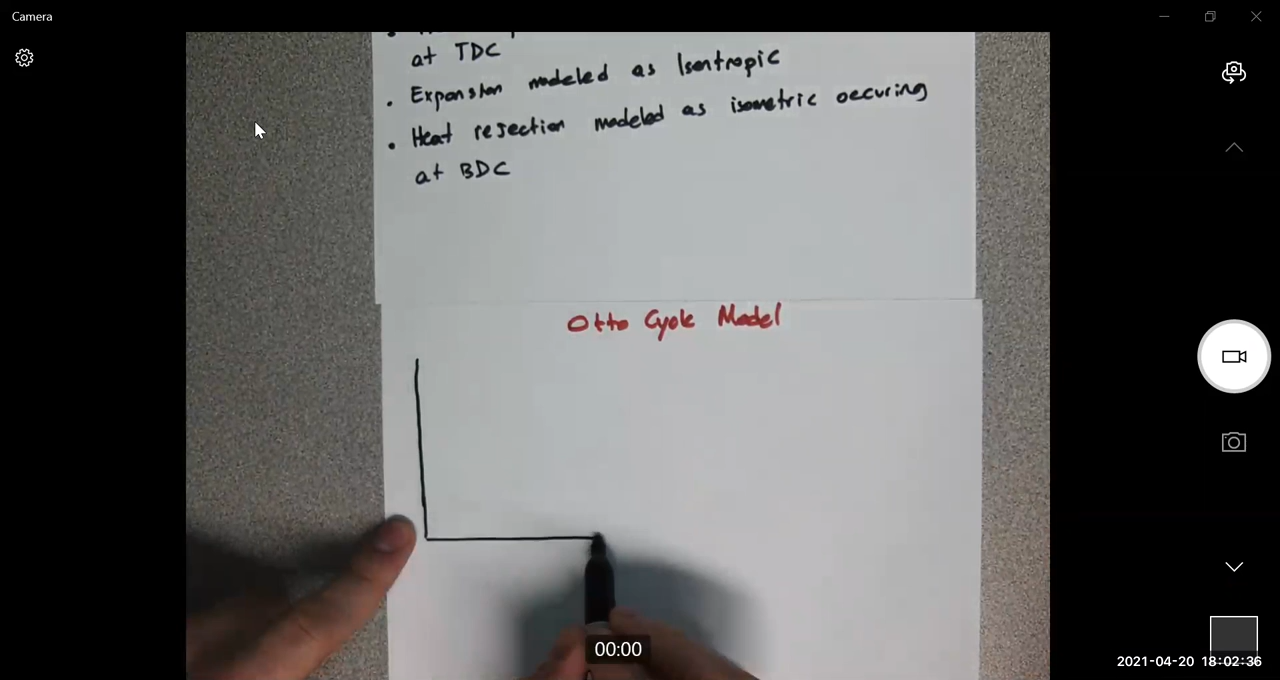 Camera
at TDC
• Expansion modeled as Isentropic
• Heat rejection modeled as isometric occuring
at BDC
Otto Cycle Model
00:00
2021-04-20 18:02:36